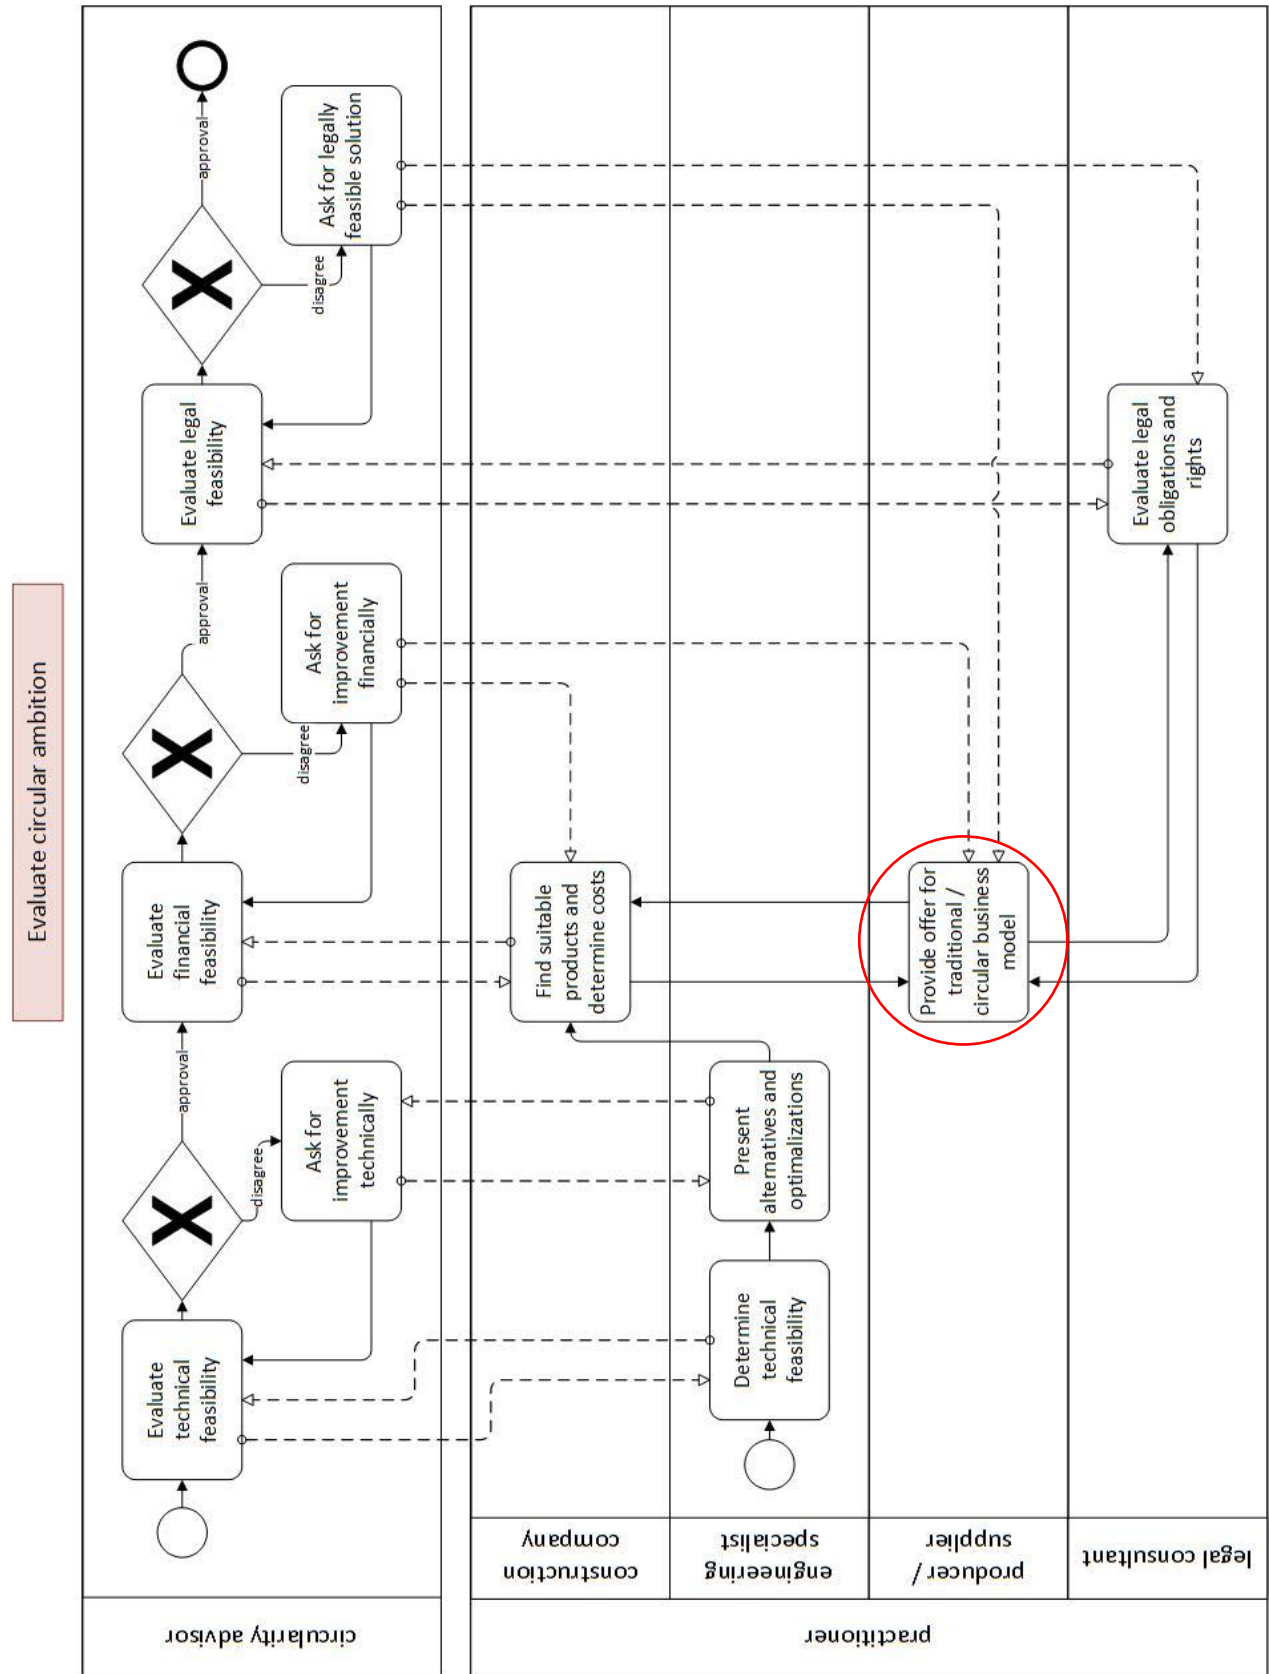 Evaluate circular ambition
approval
Ask for legally
feasible solution
disagree
Evaluate legal
feasibility
approval
Ask for
improvement
financially
disagree
Evaluate
financial
feasibility
approval
Ask for
improvement
technically
disagree
Evaluate
technical
feasibility
Find suitable
products and
determine costs
Present
alternatives and
optimalizations
Determine
technical
feasibility
Provide offer for
traditional /
circular business
model
Evaluate legal
obligations and
rights
circularity advisor
practitioner
construction
company
engineering
specialist
producer /
supplier
legal consultant